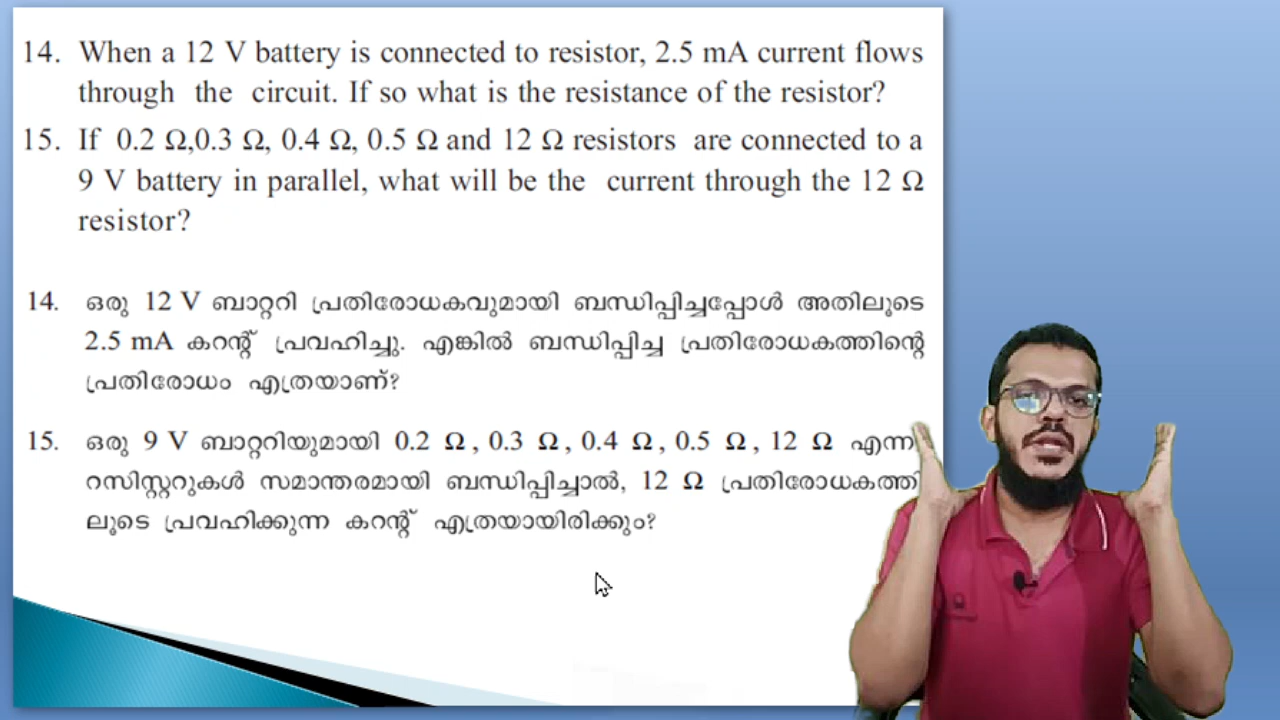 14. When a 12 V battery is connected to resistor, 2.5 mA current flows
through the circuit. If so what is the resistance of the resistor?
15. If 0.2 Ω,0.3 Ω, 0.4 Ω, 0.5 Ω and 12 Ω resistors are connected to a
9 V battery in parallel, what will be the current through the 12 Ω
resistor?
14. ഒരു 12 V ബാറ്ററി പ്രതിരോധകവുമായി ബന്ധിപ്പിച്ചപ്പോൾ അതിലൂടെ
2.5 mA കറന്റ് പ്രവഹിച്ചു. എങ്കിൽ ബന്ധിപ്പിച്ച പ്രതിരോധകത്തിന്റെ
പ്രതിരോധം എത്രയാണ്?
15. ഒരു 9 V ബാറ്ററിയുമായി 0.2 Ω , 0.3 Ω , 0.4 Ω , 0.5 Ω , 12 Ω എന്നീ
റസിസ്റ്ററുകൾ സമാന്തരമായി ബന്ധിപ്പിച്ചാൽ, 12 Ω പ്രതിരോധകത്തി
ലൂടെ പ്രവഹിക്കുന്ന കറന്റ് എത്രയായിരിക്കും?